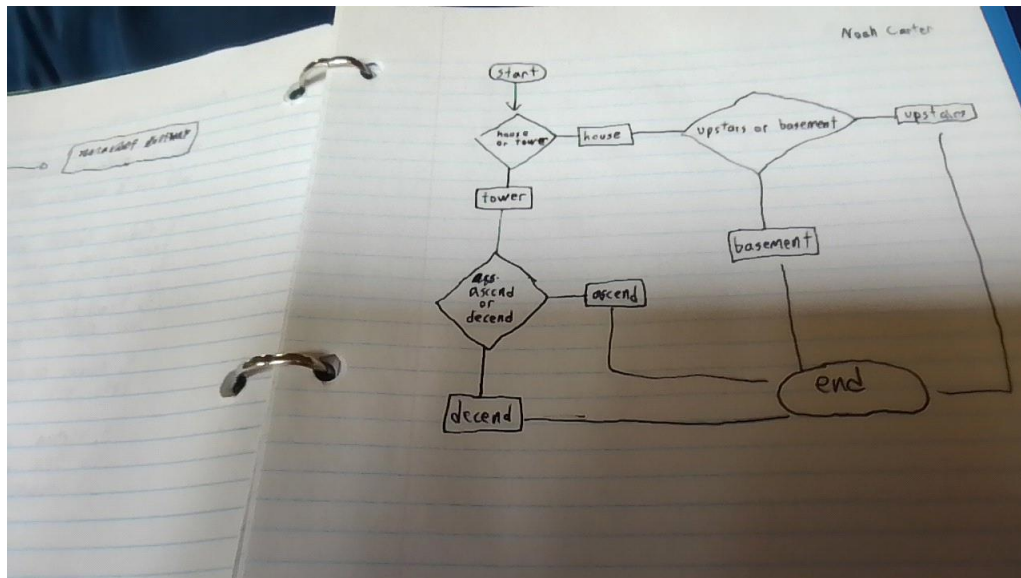 Noah Carter
start
house
or tower
house
upstairs or basement
upstairs
tower
basement
ascend
or
decend
ascend
end
decend